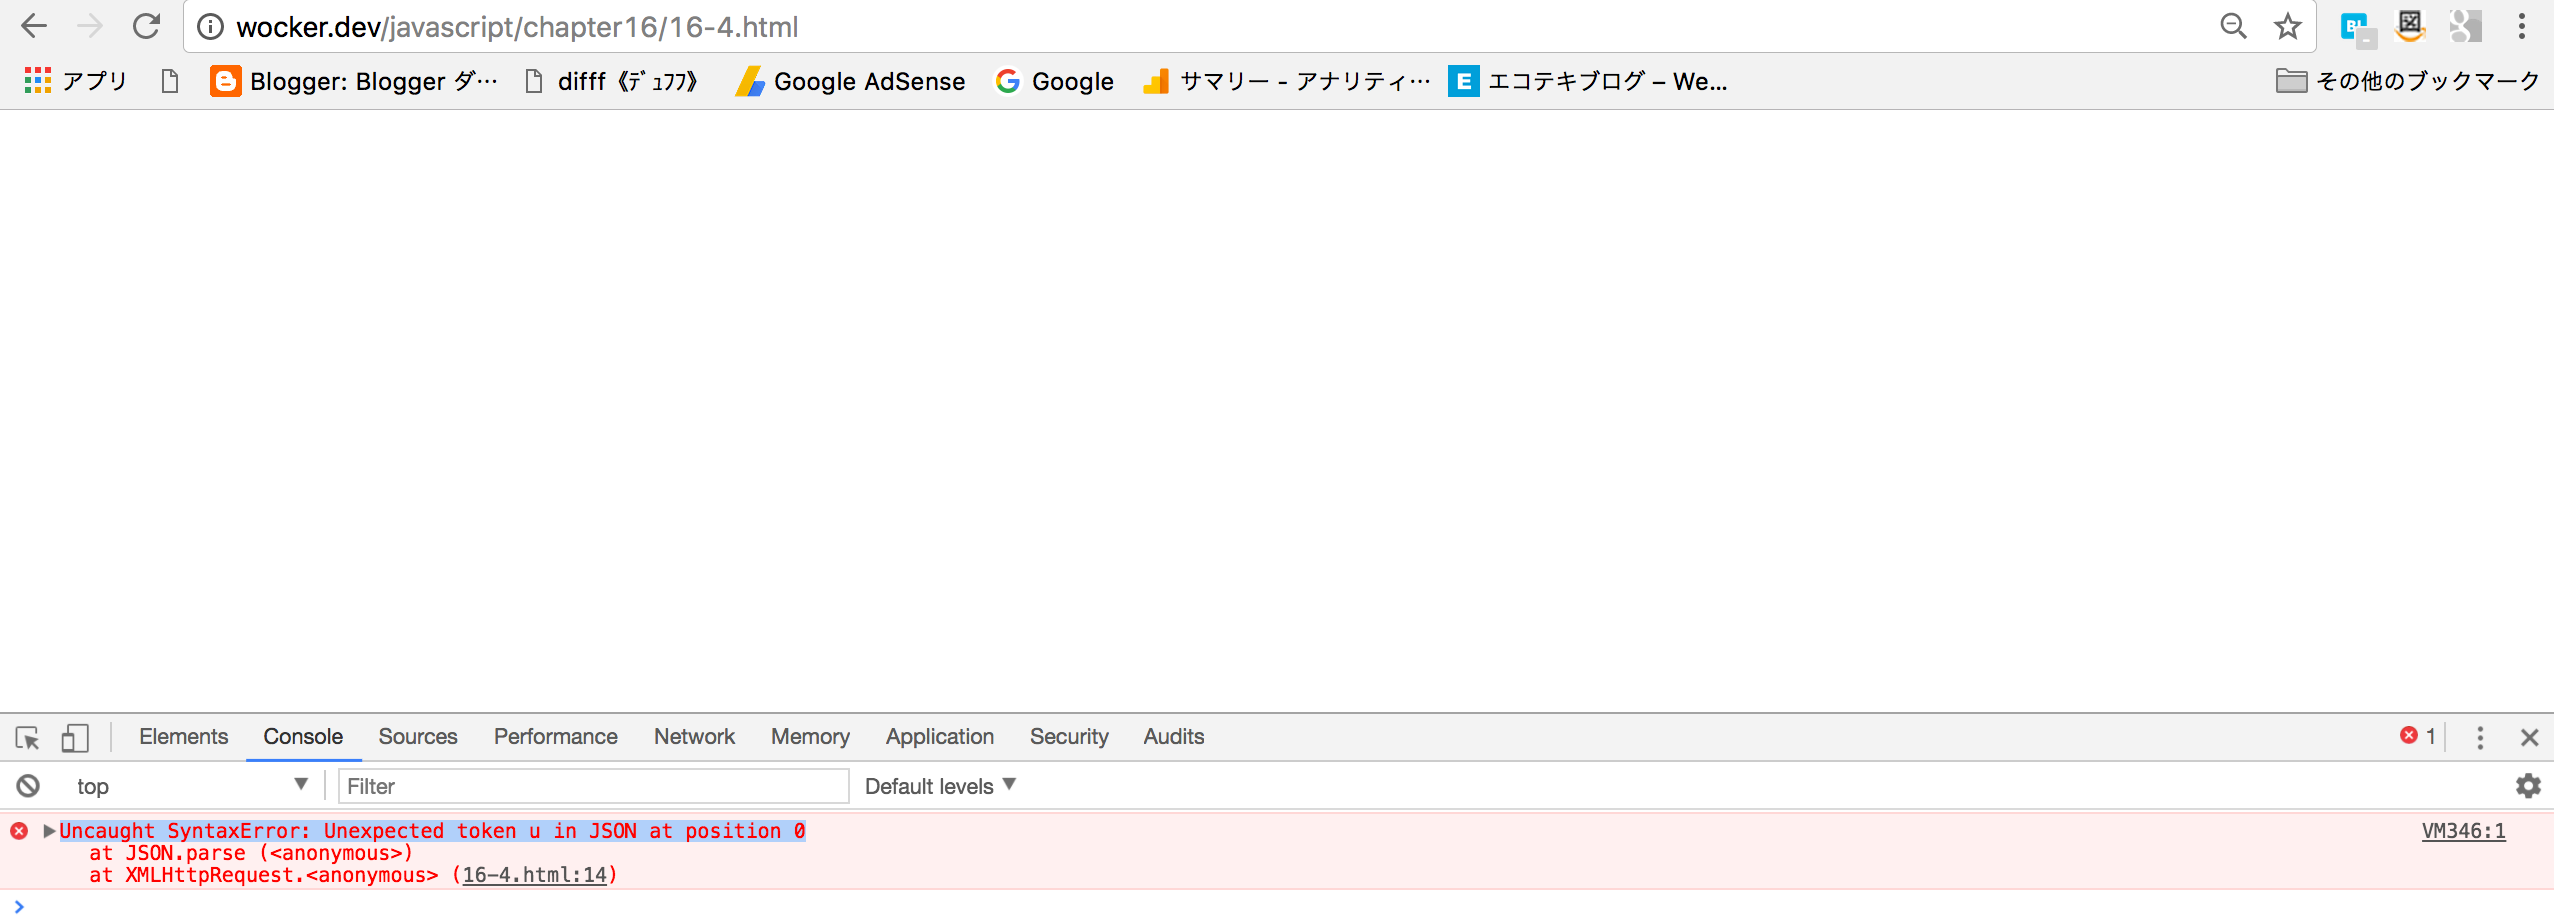 wocker.dev/javascript/chapter16/16-4.html
アプリ Blogger: Blogger ダ… difff《ﾃﾞｭﾌﾌ》 Google AdSense Google サマリー - アナリティ… エコテキブログ – We… その他のブックマーク
Elements Console Sources Performance Network Memory Application Security Audits 1
top Filter Default levels
Uncaught SyntaxError: Unexpected token u in JSON at position 0 VM346:1
at JSON.parse (<anonymous>)
at XMLHttpRequest.<anonymous> (16-4.html:14)